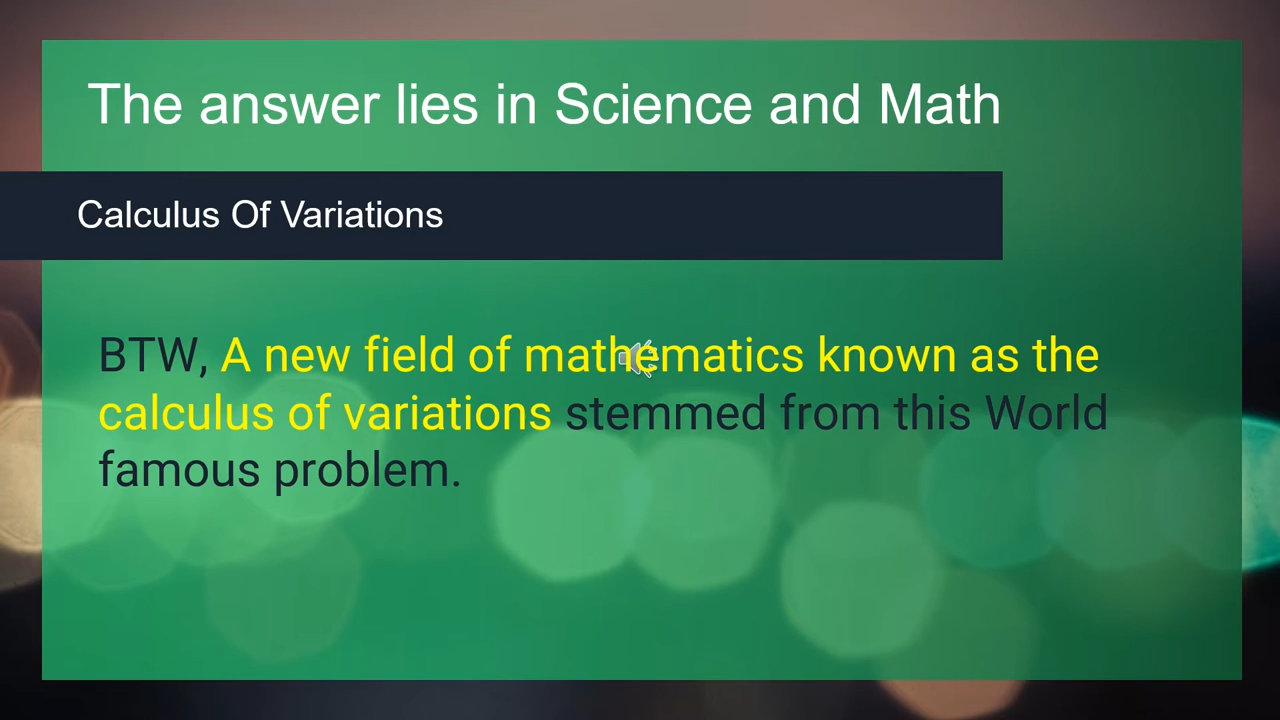 The answer lies in Science and Math
Calculus Of Variations
BTW, A new field of mathematics known as the
calculus of variations stemmed from this World
famous problem.